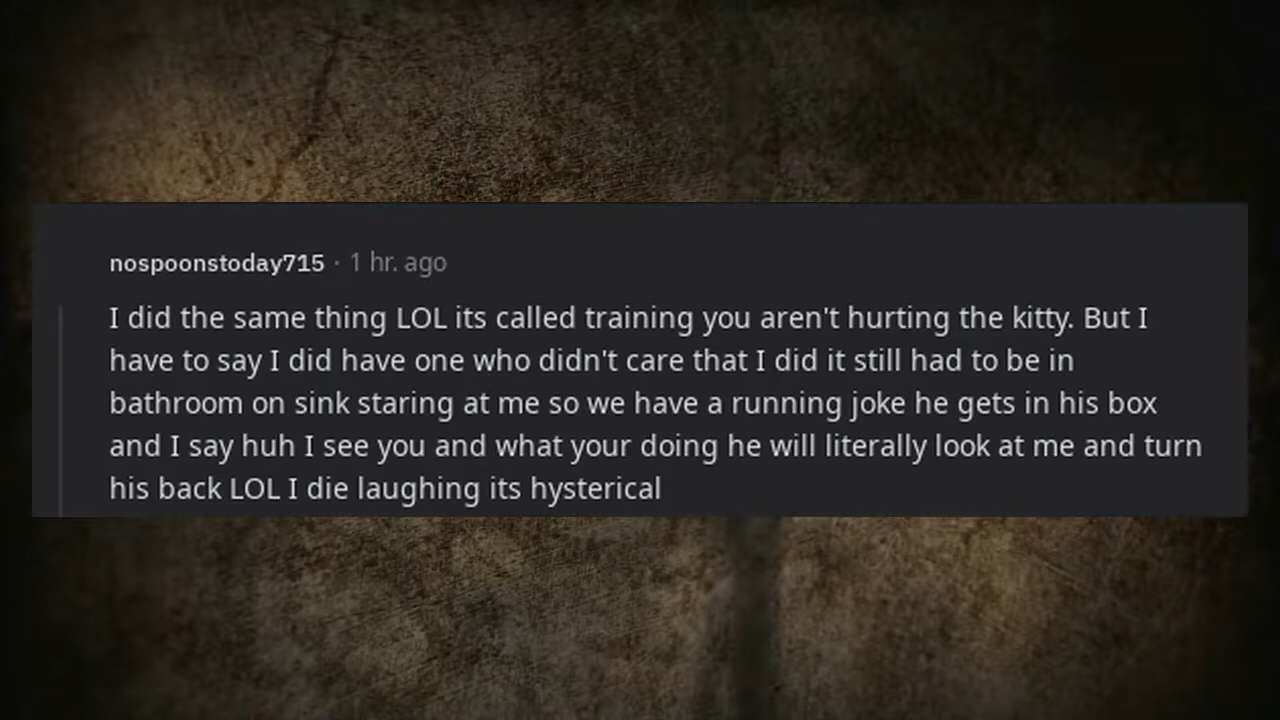 nospoonstoday715 · 1 hr. ago
I did the same thing LOL its called training you aren't hurting the kitty. But I
have to say I did have one who didn't care that I did it still had to be in
bathroom on sink staring at me so we have a running joke he gets in his box
and I say huh I see you and what your doing he will literally look at me and turn
his back LOL I die laughing its hysterical